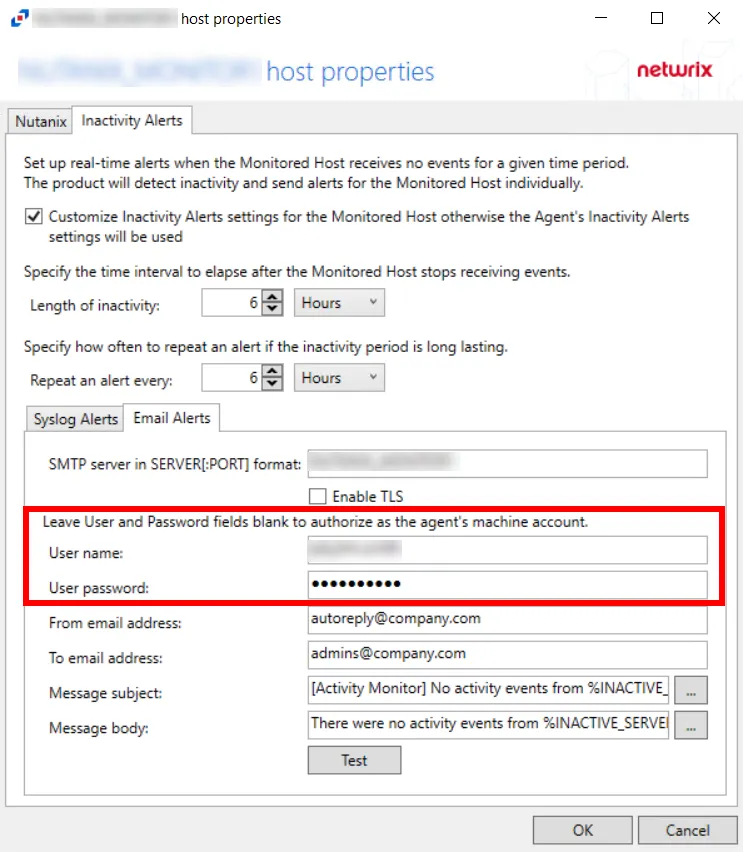 host properties
host properties
netwrix
Nutanix Inactivity Alerts
Set up real-time alerts when the Monitored Host receives no events for a given time period.
The product will detect inactivity and send alerts for the Monitored Host individually.
Customize Inactivity Alerts settings for the Monitored Host otherwise the Agent's Inactivity Alerts
settings will be used
Specify the time interval to elapse after the Monitored Host stops receiving events.
Length of inactivity: 6 Hours
Specify how often to repeat an alert if the inactivity period is long lasting.
Repeat an alert every: 6 Hours
Syslog Alerts Email Alerts
SMTP server in SERVER[:PORT] format:
Enable TLS
Leave User and Password fields blank to authorize as the agent's machine account.
User name:
User password: ●●●●●●●●●●
From email address: autoreply@company.com
To email address: admins@company.com
Message subject: [Activity Monitor] No activity events from %INACTIVE_ ...
Message body: There were no activity events from %INACTIVE_SERVE ...
Test
OK Cancel